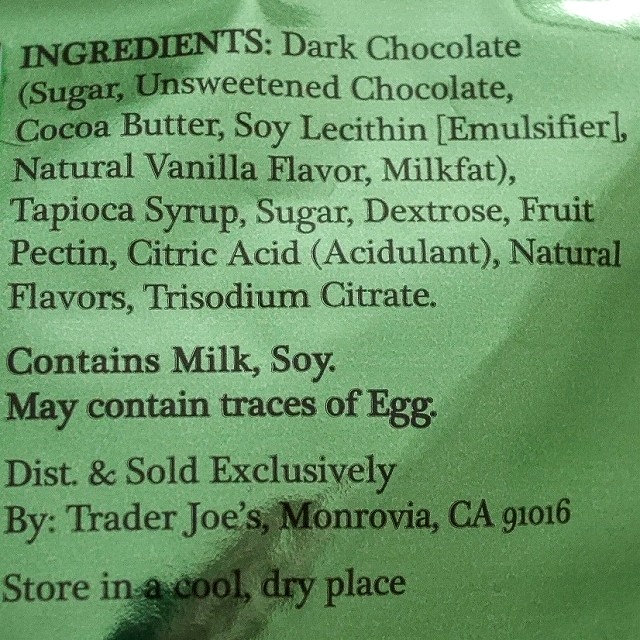 INGREDIENTS: Dark Chocolate
(Sugar, Unsweetened Chocolate,
Cocoa Butter, Soy Lecithin [Emulsifier],
Natural Vanilla Flavor, Milkfat),
Tapioca Syrup, Sugar, Dextrose, Fruit
Pectin, Citric Acid (Acidulant), Natural
Flavors, Trisodium Citrate.
Contains Milk, Soy.
May contain traces of Egg.
Dist. & Sold Exclusively
By: Trader Joe's, Monrovia, CA 91016
Store in a cool, dry place